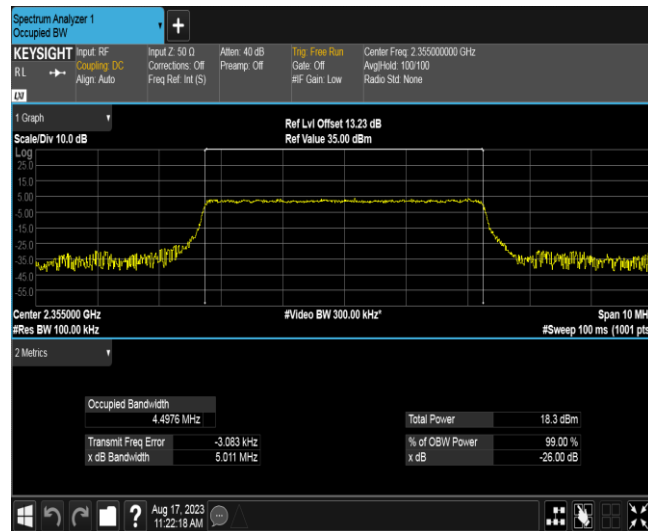 Spectrum Analyzer 1
Occupied BW
+
KEYSIGHT
RL
LXI
Input: RF
Coupling: DC
Align: Auto
Input Z: 50 Ω
Corrections: Off
Freq Ref: Int (S)
Atten: 40 dB
Preamp: Off
Trig: Free Run
Gate: Off
#IF Gain: Low
Center Freq: 2.355000000 GHz
Avg|Hold: 100/100
Radio Std: None
1 Graph
Scale/Div 10.0 dB
Ref Lvl Offset 13.23 dB
Ref Value 35.00 dBm
Log
25.0
15.0
5.00
-5.00
-15.0
-25.0
-35.0
-45.0
-55.0
Center 2.355000 GHz
#Res BW 100.00 kHz
#Video BW 300.00 kHz*
Span 10 MH
#Sweep 100 ms (1001 pts
2 Metrics
Occupied Bandwidth
4.4976 MHz
Transmit Freq Error -3.083 kHz
x dB Bandwidth 5.011 MHz
Total Power 18.3 dBm
% of OBW Power 99.00 %
x dB -26.00 dB
?
Aug 17, 2023
11:22:18 AM